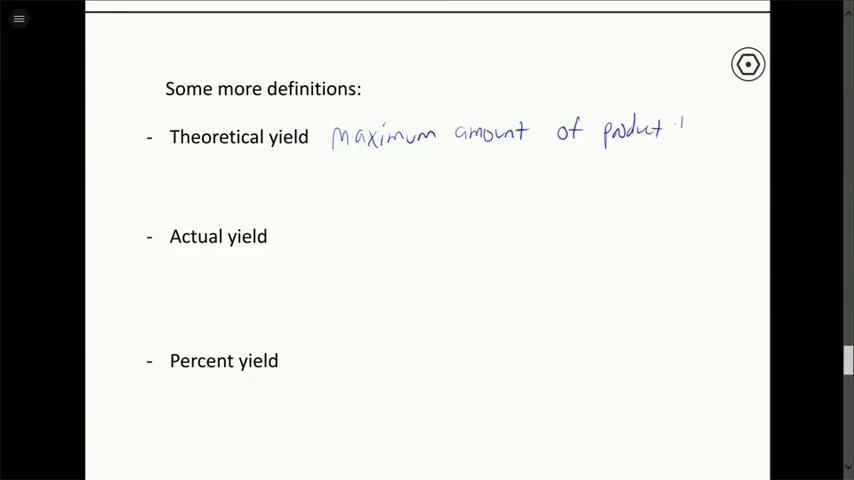 Some more definitions:
- Theoretical yield maximum amount of product
- Actual yield
- Percent yield